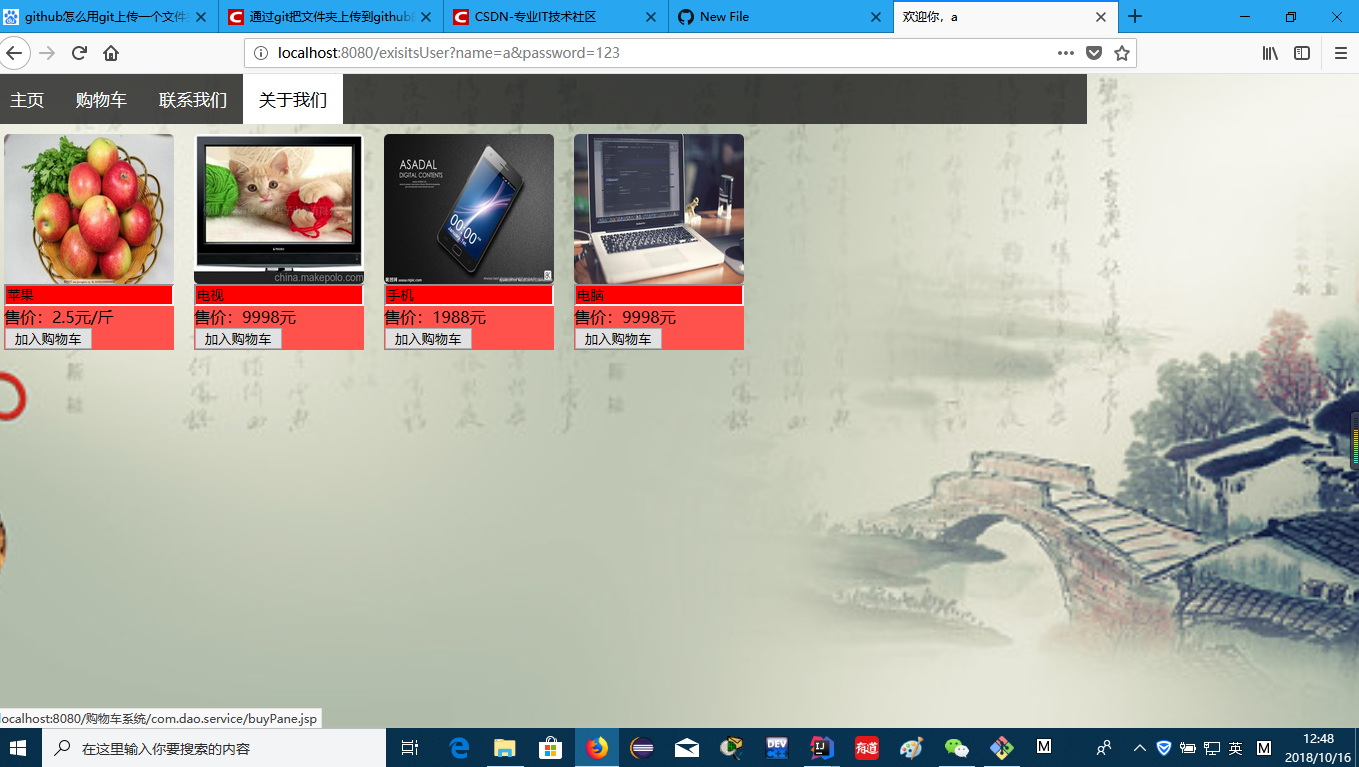 github怎么用git上传一个文件
通过git把文件夹上传到github
CSDN-专业IT技术社区
New File
欢迎你，a
localhost:8080/exisitsUser?name=a&password=123
主页
购物车
联系我们
关于我们
china.makepolo.com
ASADAL
DIGITAL CONTENTS
00:00
苹果
电视
手机
电脑
售价：2.5元/斤
售价：9998元
售价：1988元
售价：9998元
加入购物车
加入购物车
加入购物车
加入购物车
localhost:8080/购物车系统/com.dao.service/buyPane.jsp
在这里输入你要搜索的内容
DEV
C++
IJ
有道
M
英
M
12:48
2018/10/16